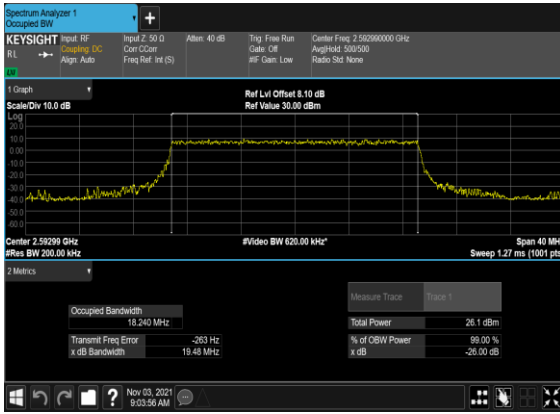 Spectrum Analyzer 1
Occupied BW
KEYSIGHT Input: RF Input Z: 50 Ω Atten: 40 dB Trig: Free Run Center Freq: 2.592990000 GHz
RL Coupling: DC Corr CCorr Gate: Off Avg|Hold: 500/500
Align: Auto Freq Ref: Int (S) #IF Gain: Low Radio Std: None
LW
1 Graph Ref Lvl Offset 8.10 dB
Scale/Div 10.0 dB Ref Value 30.00 dBm
Log
20.0
10.0
0.00
-10.0
-20.0
-30.0
-40.0
-50.0
-60.0
Center 2.59299 GHz #Video BW 620.00 kHz* Span 40 MH
#Res BW 200.00 kHz Sweep 1.27 ms (1001 pts
2 Metrics
Measure Trace Trace 1
Occupied Bandwidth
18.240 MHz Total Power 26.1 dBm
Transmit Freq Error -263 Hz % of OBW Power 99.00 %
x dB Bandwidth 19.48 MHz x dB -26.00 dB
? Nov 03, 2021
9:03:56 AM